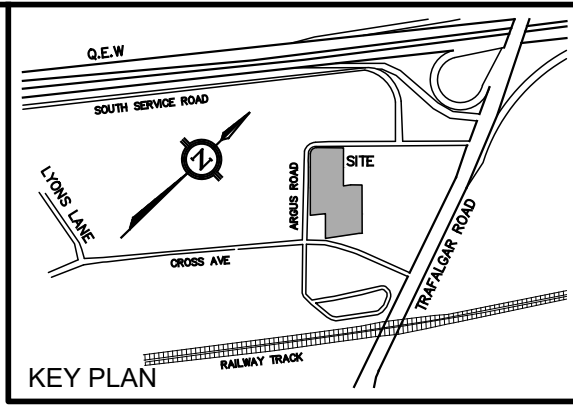 Q.E.W
SOUTH SERVICE ROAD
N
SITE
ARGUS ROAD
LYONS LANE
CROSS AVE
TRAFALGAR ROAD
RAILWAY TRACK
KEY PLAN